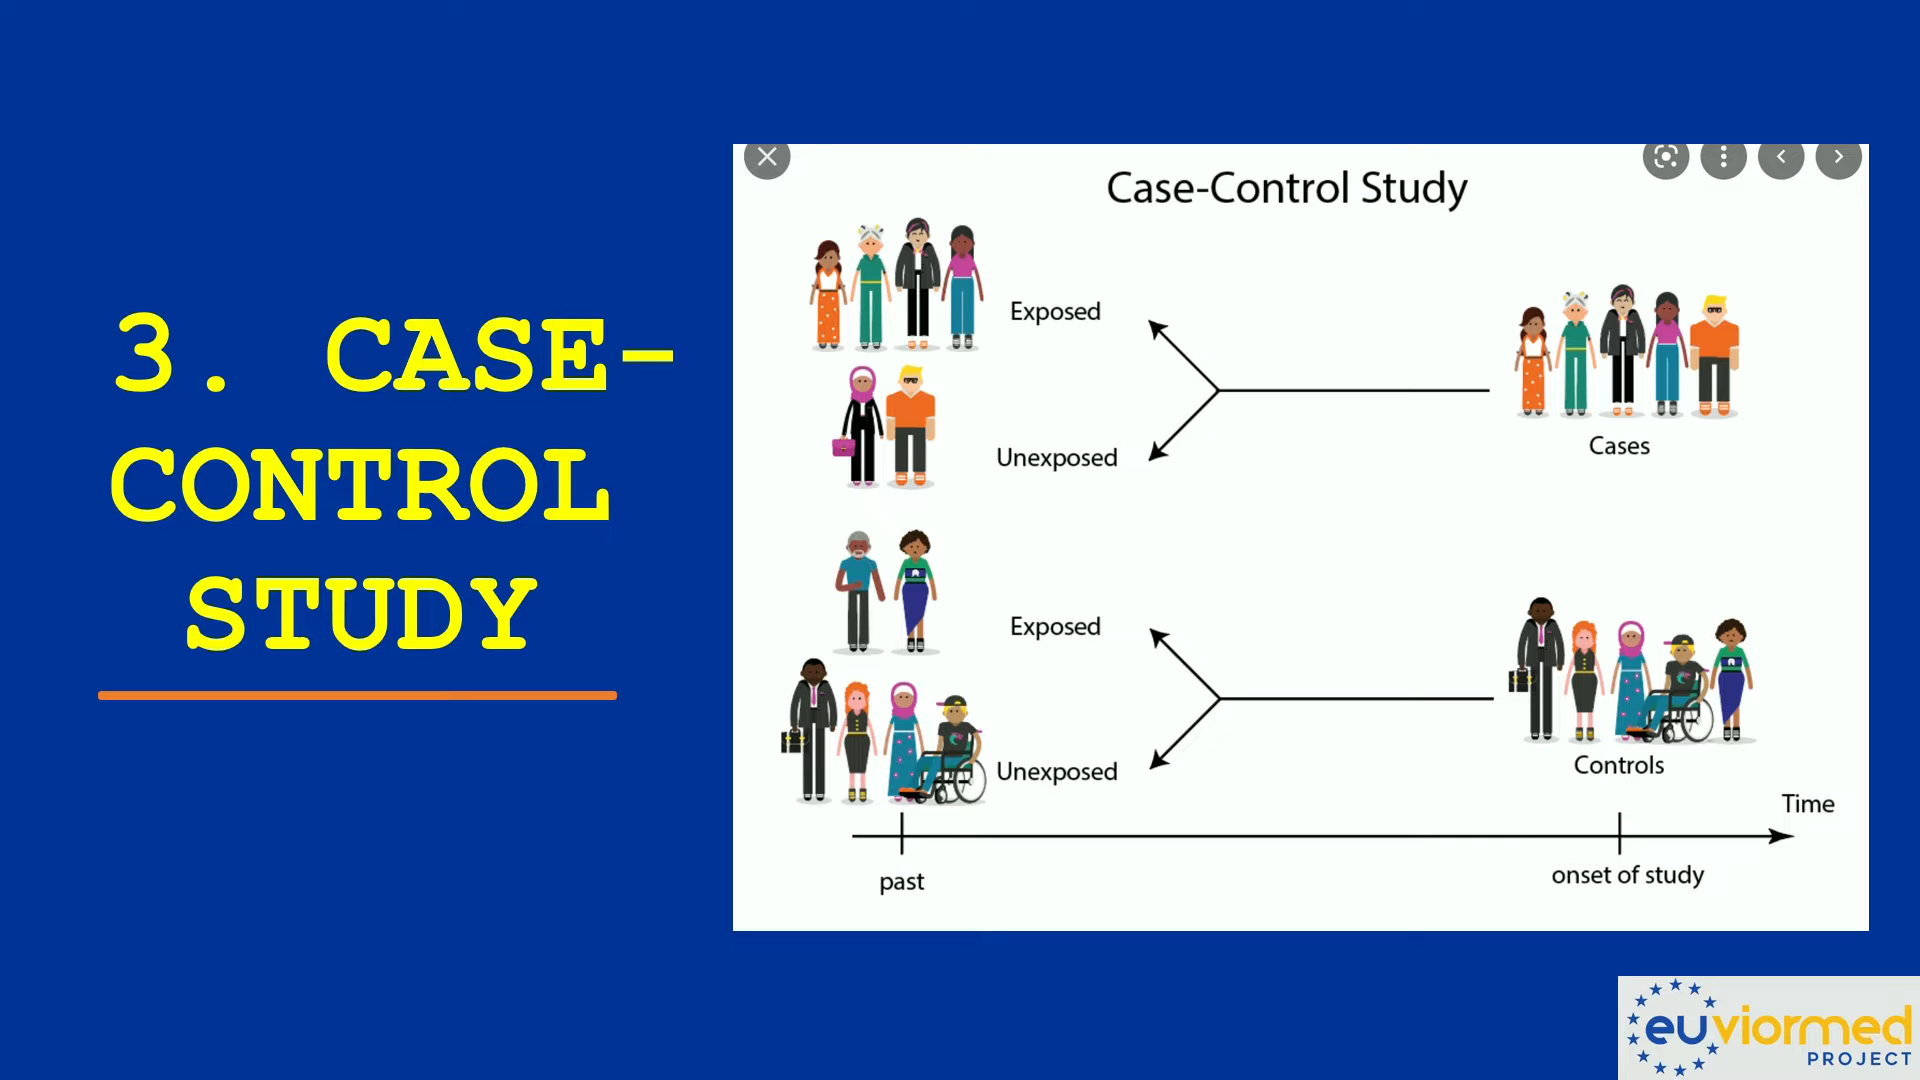 3. CASE-
CONTROL
STUDY
Case-Control Study
Exposed
Unexposed
Cases
Exposed
Unexposed
Controls
Time
past
onset of study
euviormed
PROJECT